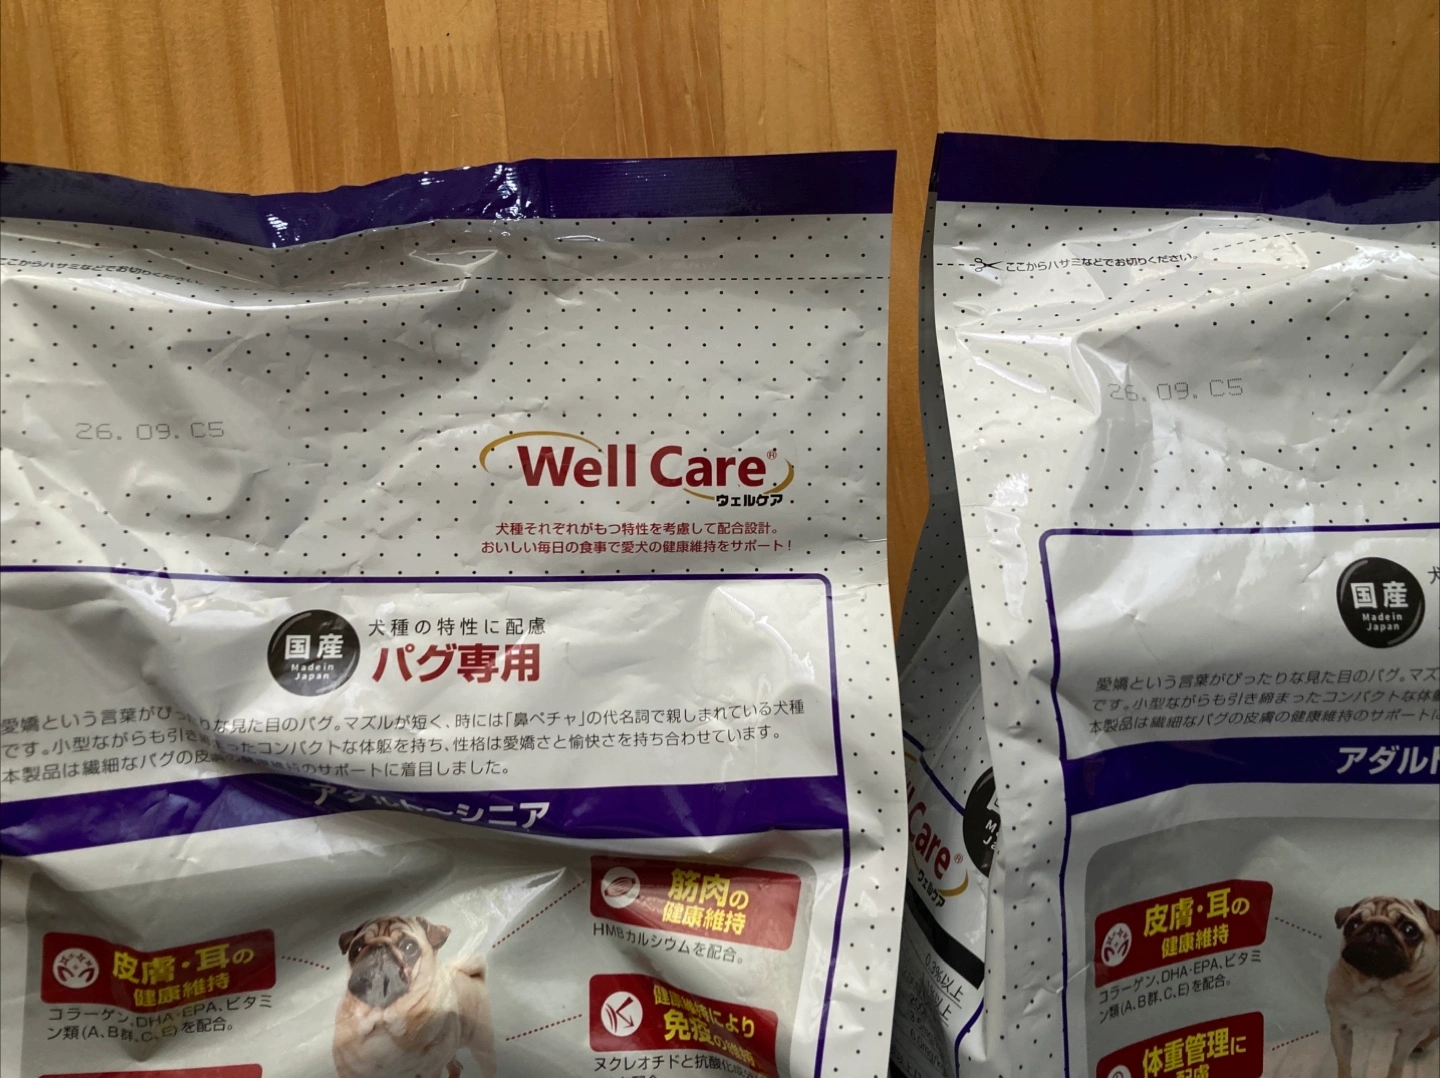 ここからハサミなどでお切りください。
26. 09. C5
Well Care®
ウェルケア
犬種それぞれがもつ特性を考慮して配合設計。
おいしい毎日の食事で愛犬の健康維持をサポート!
国産
Made in
Japan
犬種の特性に配慮
パグ専用
愛嬌という言葉がぴったりな見た目のパグ。マズルが短く、時には「鼻ペチャ」の代名詞で親しまれている犬種
です。小型ながらも引き締まったコンパクトな体躯を持ち、性格は愛嬌さと愉快さを持ち合わせています。
本製品は繊細なパグの皮膚の健康維持のサポートに着目しました。
アダルト〜シニア
皮膚・耳の
健康維持
コラーゲン、DHA・EPA、ビタミ
ン類(A、B群、C、E)を配合。
筋肉の
健康維持
HMBカルシウムを配合。
健康維持により
免疫の維持
ヌクレオチドと抗酸化成
ここからハサミなどでお切りください。
26. 09. C5
国産
Made in
Japan
犬
愛嬌という言葉がぴったりな見た目のパグ。マズ
です。小型ながらも引き締まったコンパクトな体
本製品は繊細なパグの皮膚の健康維持のサポートに
アダルト
皮膚・耳の
健康維持
コラーゲン、DHA・EPA、ビタミ
ン類(A、B群、C、E)を配合。
体重管理に
配慮
Care®
ウェルケア
0.3%以上